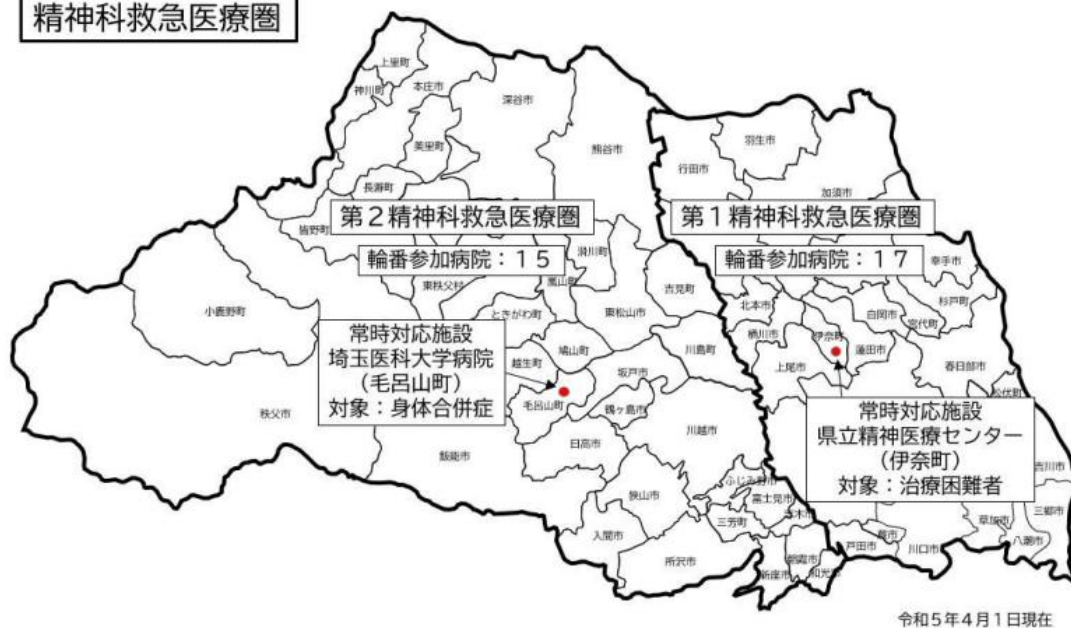 精神科救急医療圏
上里町
神川町
本庄市
深谷市
美里町
熊谷市
長瀞町
皆野町
行田市
羽生市
加須市
第2精神科救急医療圏
輪番参加病院：15
第1精神科救急医療圏
輪番参加病院：17
滑川町
嵐山町
東秩父村
吉見町
小鹿野町
ときがわ町
東松山市
北本市
桶川市
伊奈町
白岡市
蓮田市
宮代町
杉戸町
幸手市
常時対応施設
埼玉医科大学病院
（毛呂山町）
対象：身体合併症
越生町
鳩山町
川島町
坂戸市
上尾市
春日部市
松伏町
秩父市
毛呂山町
鶴ヶ島市
飯能市
日高市
川越市
常時対応施設
県立精神医療センター
（伊奈町）
対象：治療困難者
狭山市
ふじみ野市
富士見市
志木市
三芳町
入間市
所沢市
新座市
朝霞市
和光市
戸田市
蕨市
川口市
草加市
八潮市
三郷市
吉川市
令和5年4月1日現在